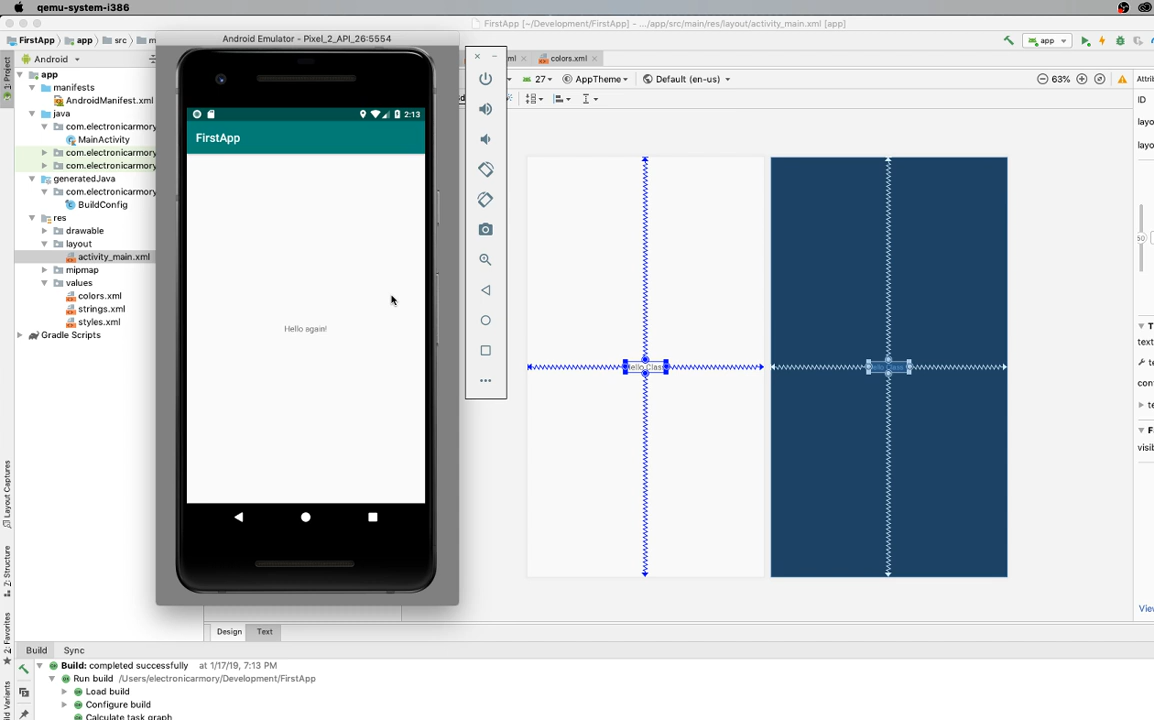 qemu-system-i386
FirstApp [~/Development/FirstApp] - .../app/src/main/res/layout/activity_main.xml [app]
FirstApp
app
src
app
Android
colors.xml
27
AppTheme
Default (en-us)
63%
Android Emulator - Pixel_2_API_26:5554
2:13
FirstApp
Hello again!
1: Project
app
manifests
AndroidManifest.xml
java
com.electronicarmory
MainActivity
com.electronicarmory
com.electronicarmory
generatedJava
com.electronicarmory
BuildConfig
res
drawable
layout
activity_main.xml
mipmap
values
colors.xml
strings.xml
styles.xml
Gradle Scripts
ID
50
Layout Captures
2: Structure
2: Favorites
Design
Text
Build
Sync
Build: completed successfully at 1/17/19, 7:13 PM
Run build /Users/electronicarmory/Development/FirstApp
Load build
Configure build
Calculate task graph